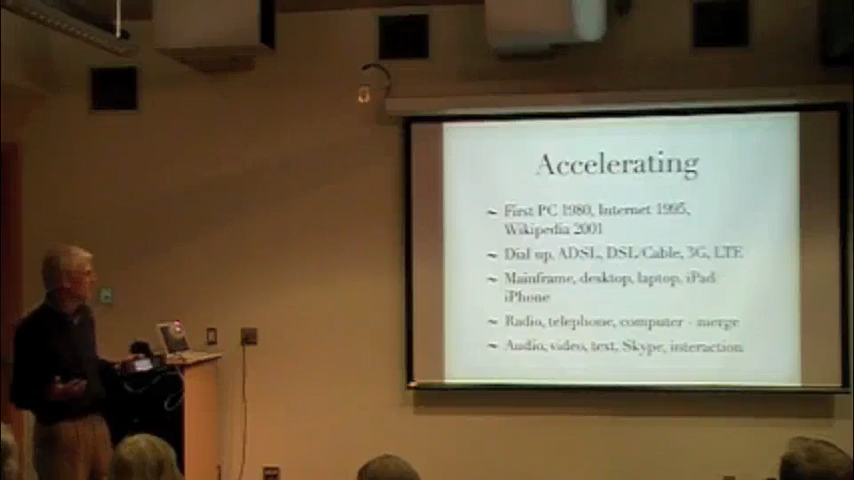 Accelerating
~ First PC 1980, Internet 1995,
Wikipedia 2001
~ Dial up, ADSL, DSL/Cable, 3G, LTE
~ Mainframe, desktop, laptop, iPad
iPhone
~ Radio, telephone, computer - merge
~ Audio, video, text, Skype, interaction